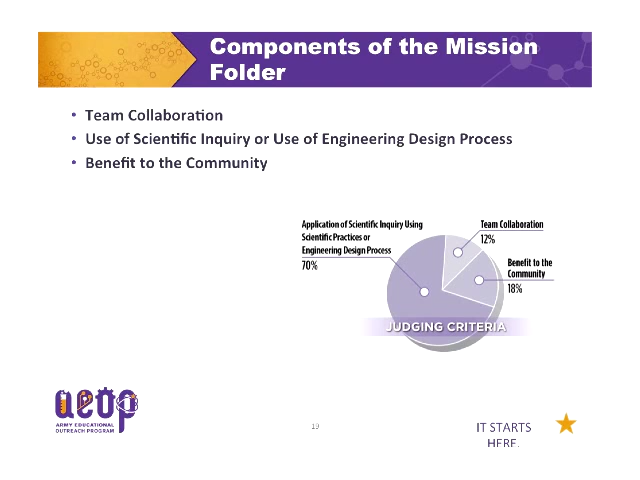 Components of the Mission
Folder
• Team Collaboration
• Use of Scientific Inquiry or Use of Engineering Design Process
• Benefit to the Community
Application of Scientific Inquiry Using
Scientific Practices or
Engineering Design Process
70%
Team Collaboration
12%
Benefit to the
Community
18%
JUDGING CRITERIA
aeop
ARMY EDUCATIONAL
OUTREACH PROGRAM
19
IT STARTS
HERE.